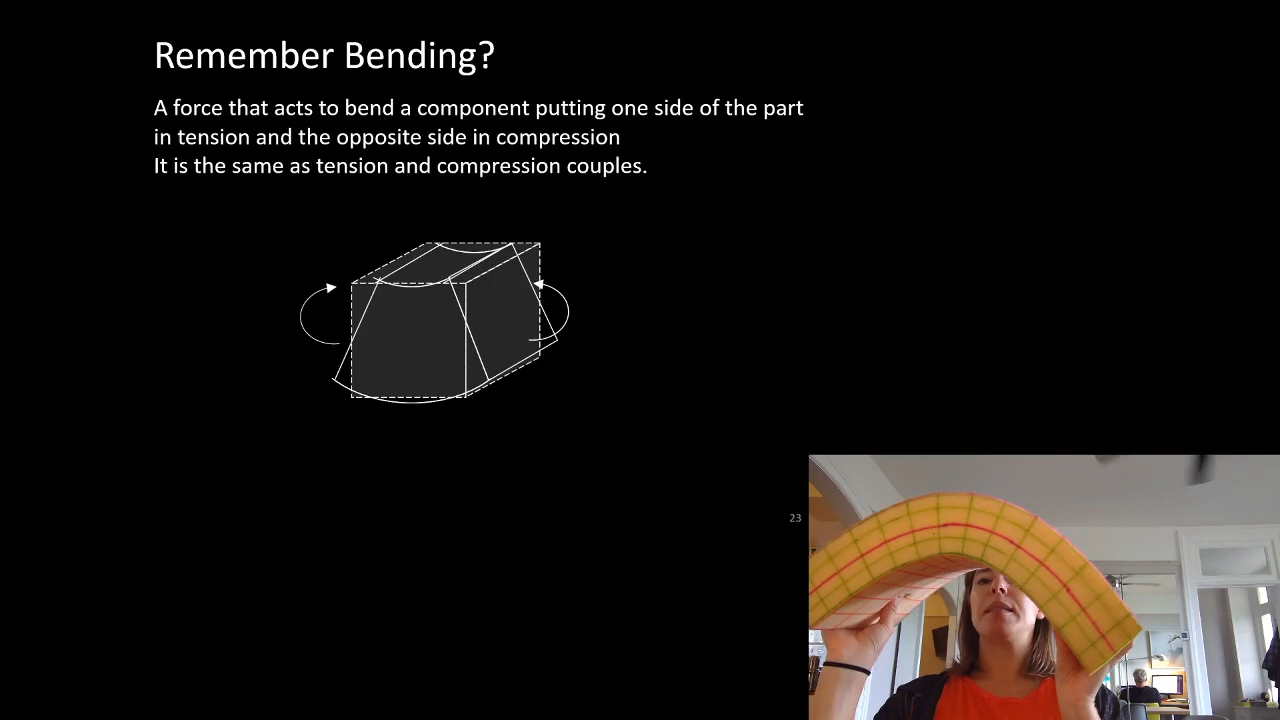 Remember Bending?
A force that acts to bend a component putting one side of the part
in tension and the opposite side in compression
It is the same as tension and compression couples.
23